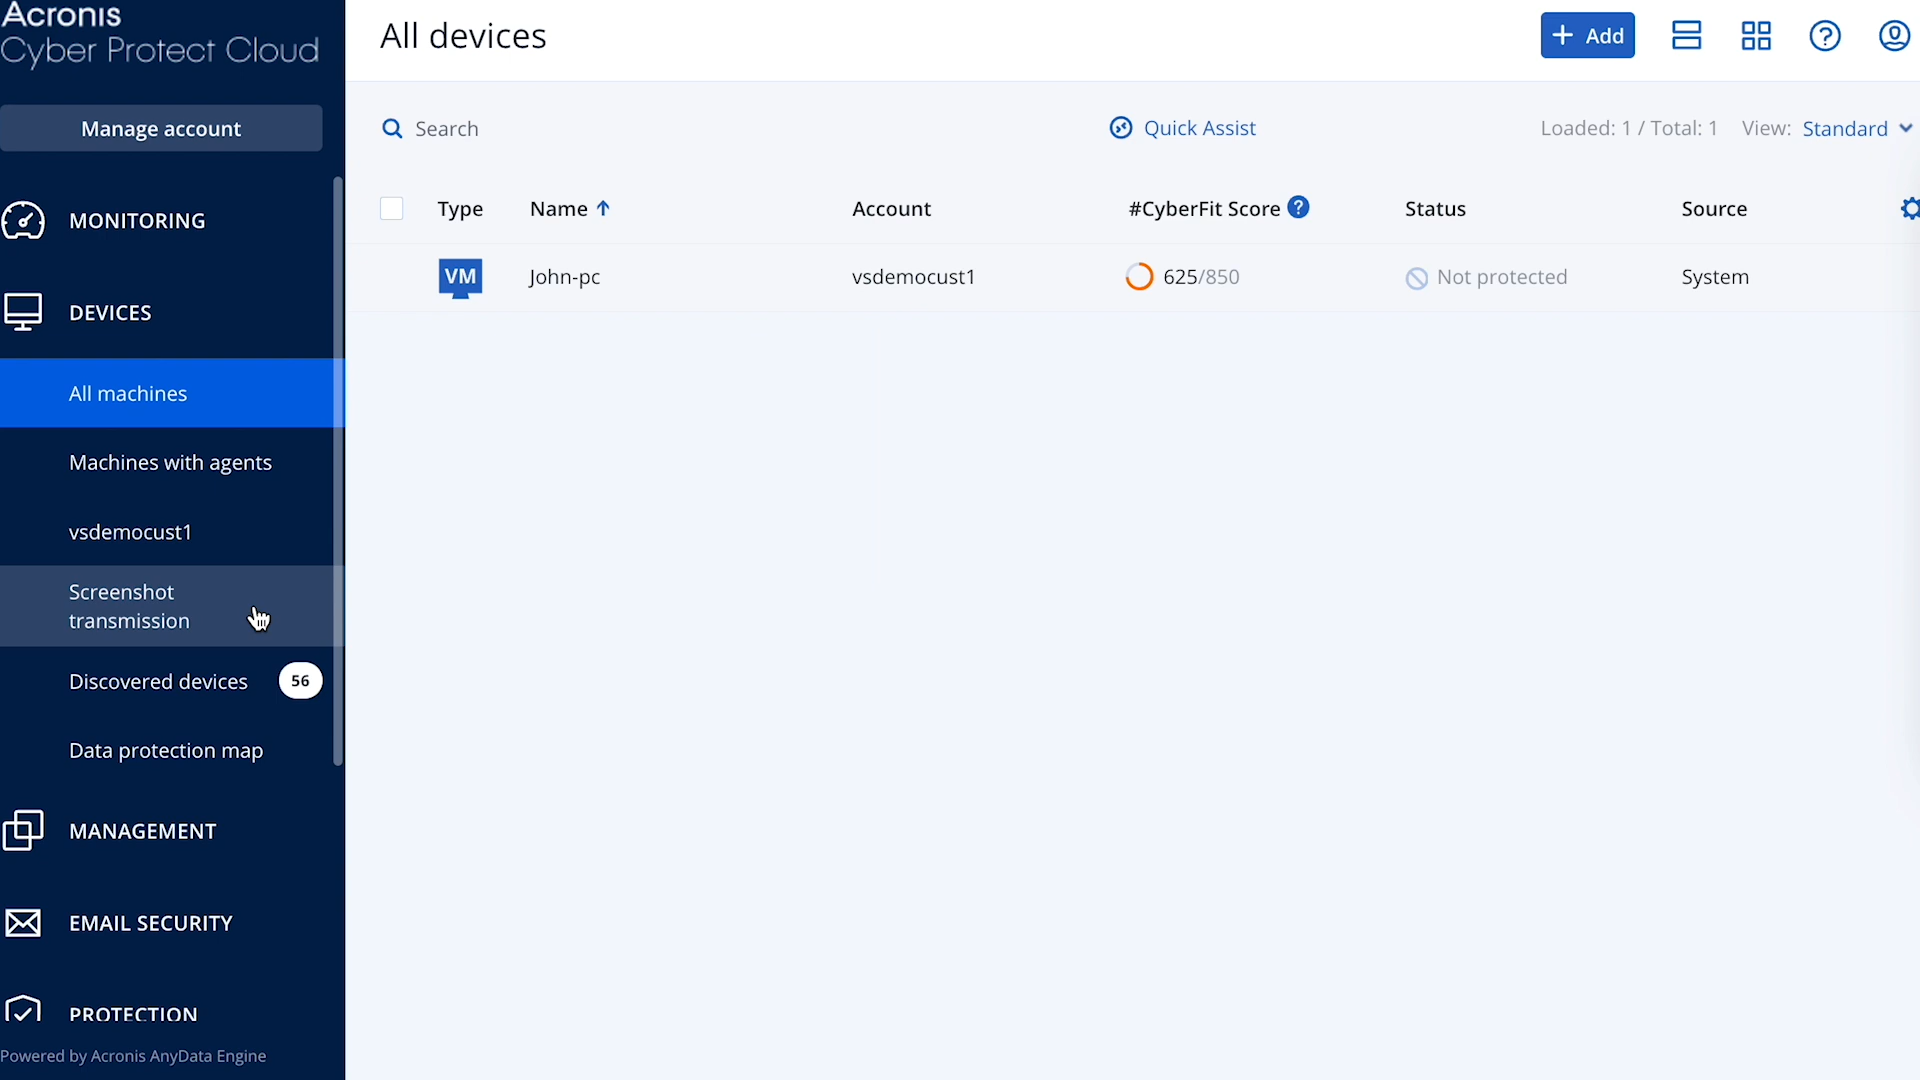 Acronis
Cyber Protect Cloud
Manage account
MONITORING
DEVICES
All machines
Machines with agents
vsdemocust1
Screenshot
transmission
Discovered devices 56
Data protection map
MANAGEMENT
EMAIL SECURITY
PROTECTION
Powered by Acronis AnyData Engine
All devices
+ Add
Search
Quick Assist
Loaded: 1 / Total: 1 View: Standard
Type Name ↑ Account #CyberFit Score ? Status Source
VM John-pc vsdemocust1 625/850 Not protected System